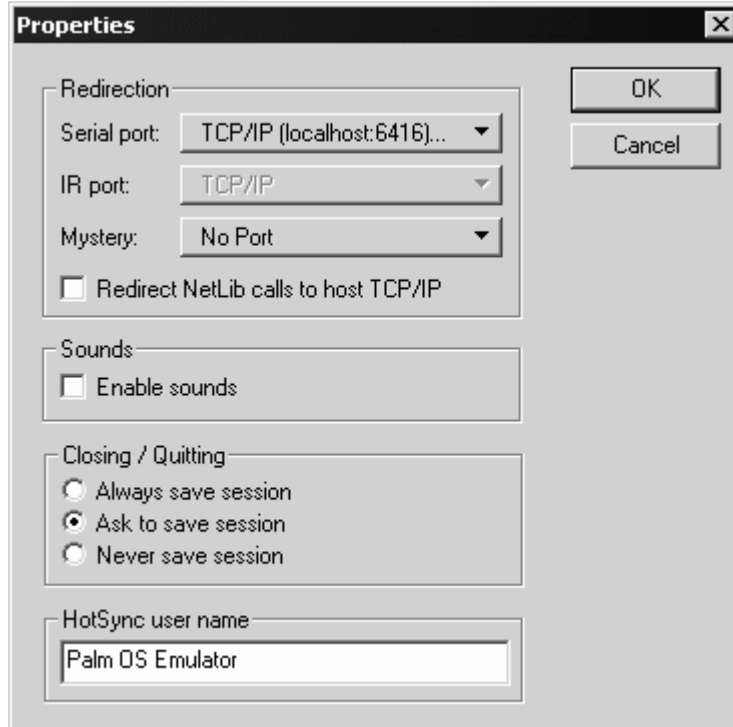 Properties
Redirection
OK
Serial port: TCP/IP (localhost:6416)...
Cancel
IR port: TCP/IP
Mystery: No Port
Redirect NetLib calls to host TCP/IP
Sounds
Enable sounds
Closing / Quitting
Always save session
Ask to save session
Never save session
HotSync user name
Palm OS Emulator